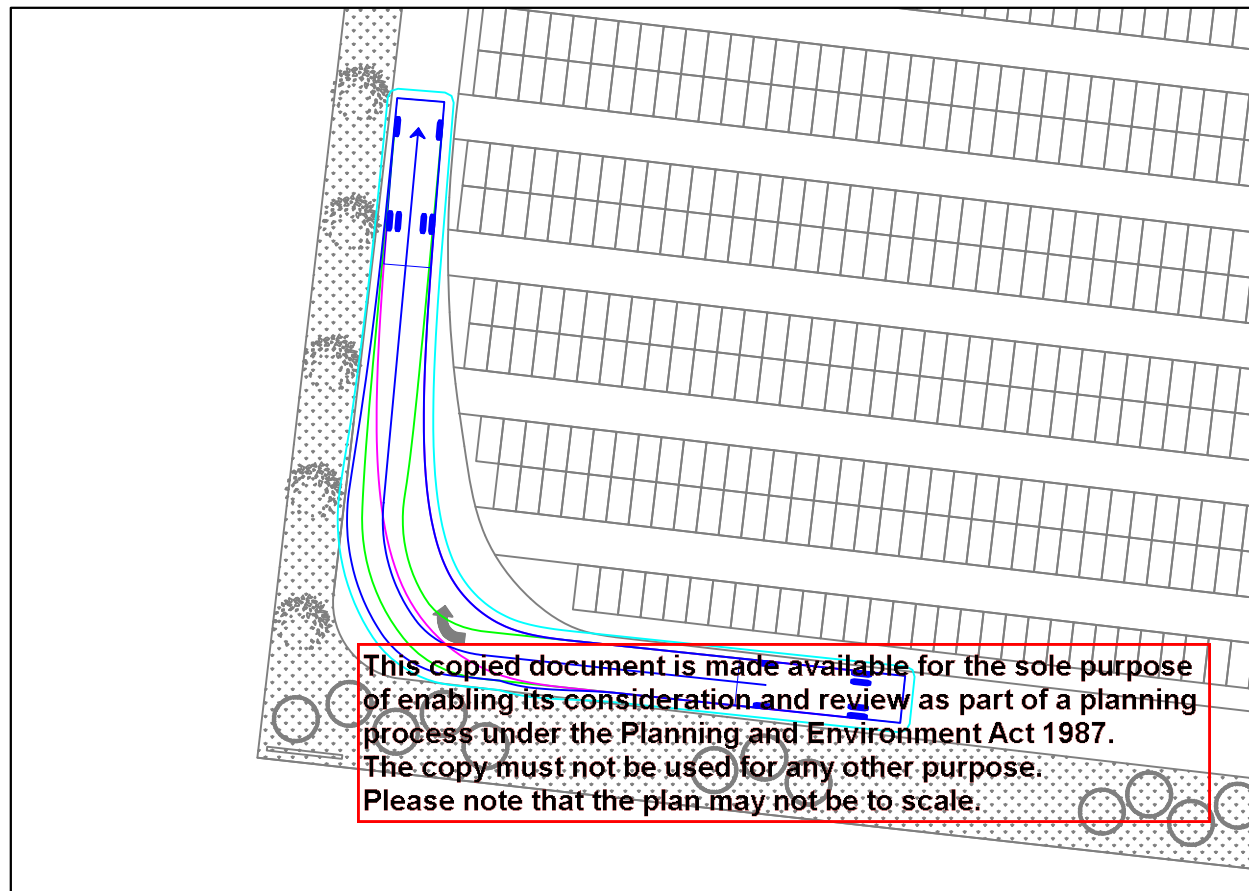 This copied document is made available for the sole purpose
of enabling its consideration and review as part of a planning
process under the Planning and Environment Act 1987.
The copy must not be used for any other purpose.
Please note that the plan may not be to scale.